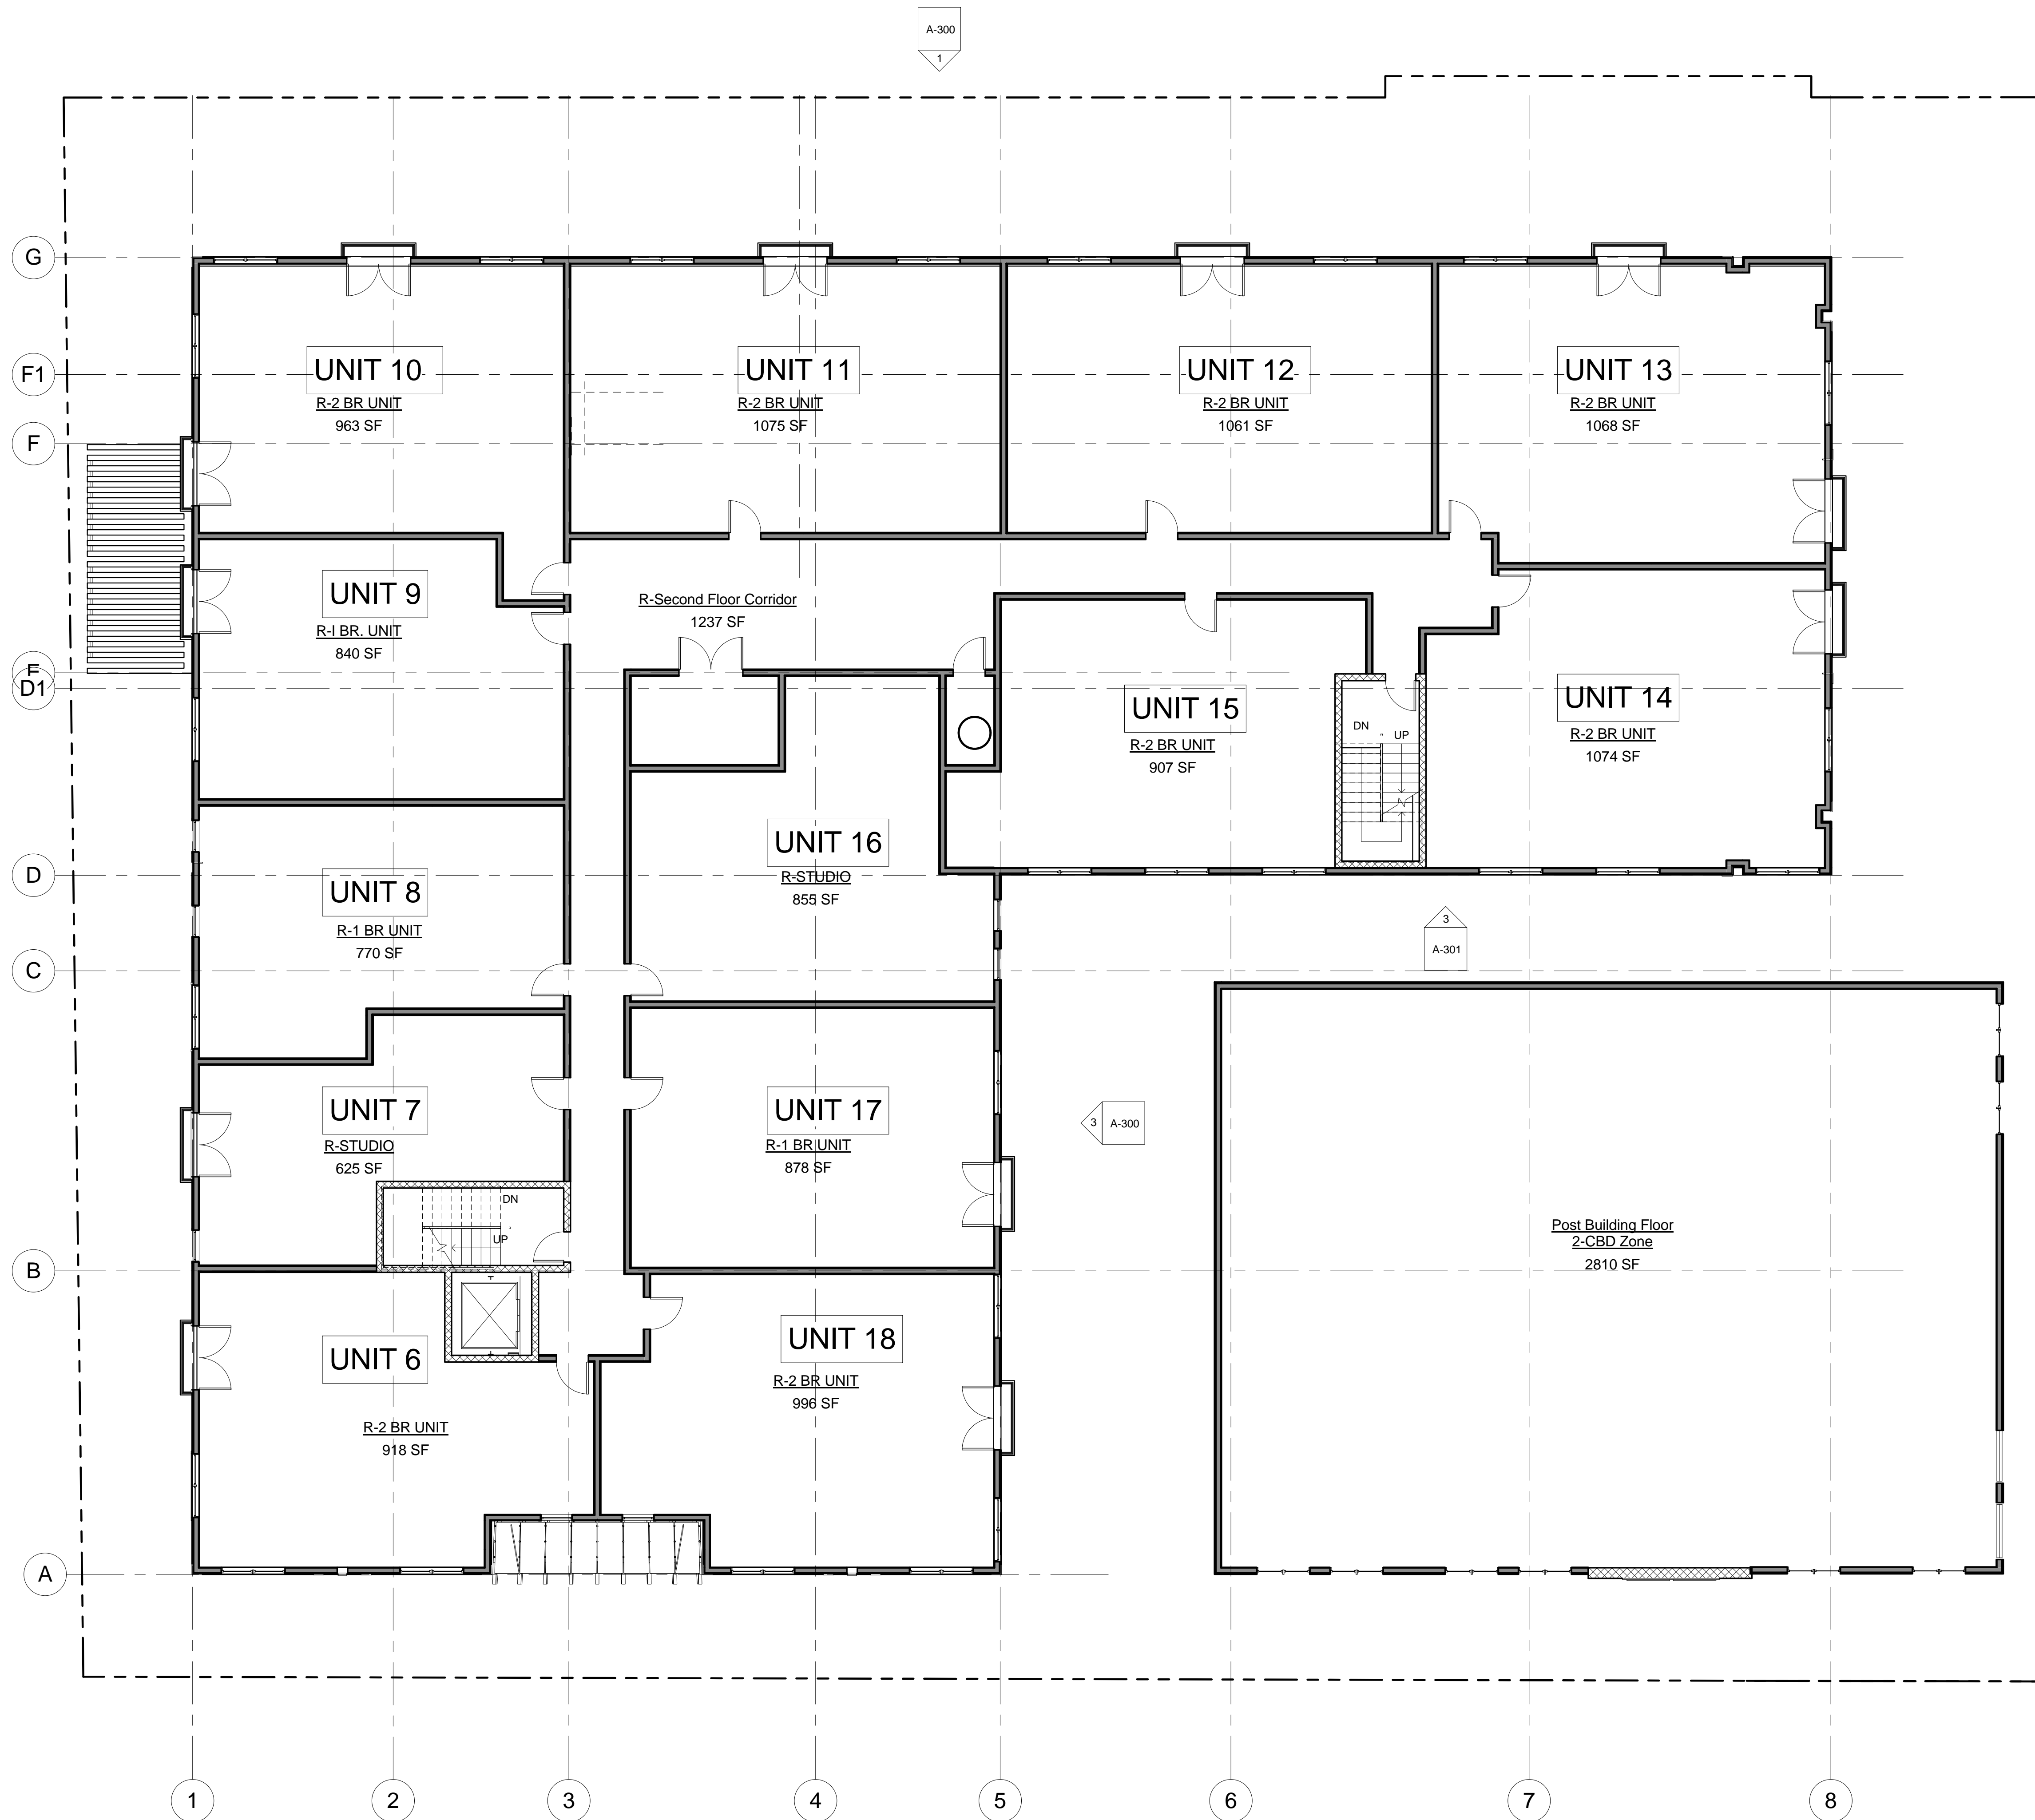 A-300
1
G
UNIT 10
R-2 BR UNIT
963 SF
UNIT 11
R-2 BR UNIT
1075 SF
UNIT 12
R-2 BR UNIT
1061 SF
UNIT 13
R-2 BR UNIT
1068 SF
F1
F
UNIT 9
R-I BR. UNIT
840 SF
R-Second Floor Corridor
1237 SF
E
D1
UNIT 15
R-2 BR UNIT
907 SF
DN
UP
UNIT 14
R-2 BR UNIT
1074 SF
UNIT 16
R-STUDIO
855 SF
D
UNIT 8
R-1 BR UNIT
770 SF
3
A-301
C
UNIT 7
R-STUDIO
625 SF
UNIT 17
R-1 BR UNIT
878 SF
3
A-300
DN
UP
Post Building Floor
2-CBD Zone
2810 SF
B
UNIT 6
R-2 BR UNIT
918 SF
UNIT 18
R-2 BR UNIT
996 SF
A
1
2
3
4
5
6
7
8